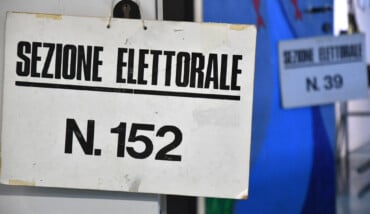 SEZIONE ELETTORALE
N. 152
SEZIONE ELETTORALE
N. 39